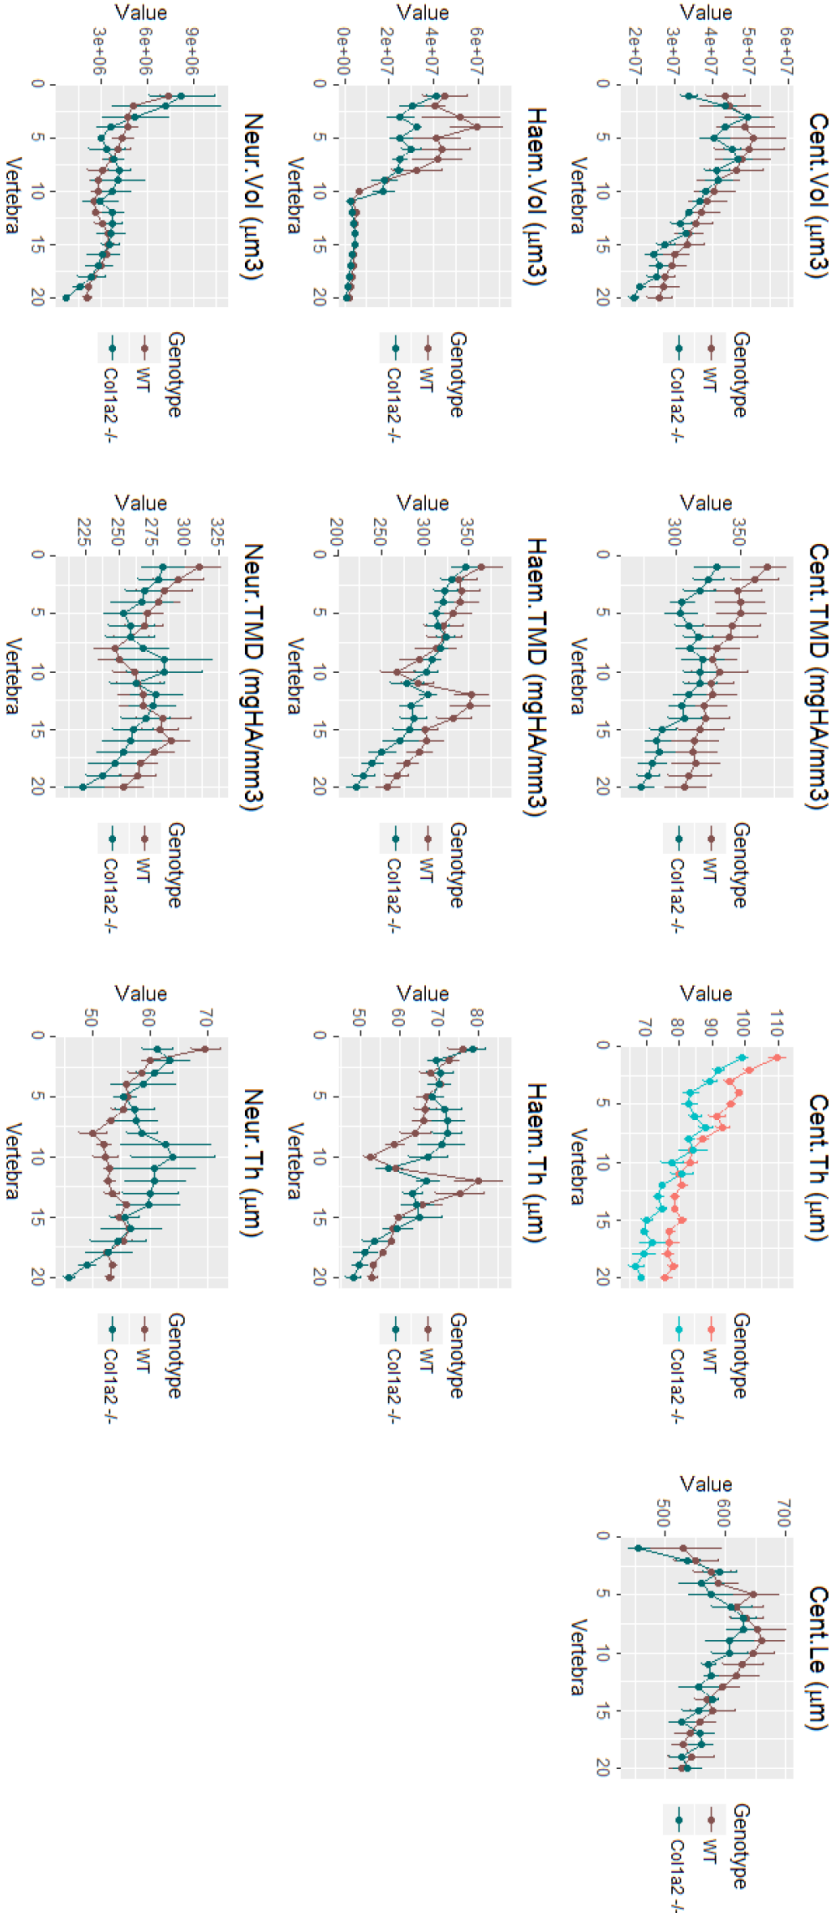 Cent.Vol (μm3)
Value
2e+07
3e+07
4e+07
5e+07
6e+07
0 5 10 15 20
Vertebra
Genotype
WT
Col1a2 -/-
Cent.TMD (mgHA/mm3)
Value
300
350
0 5 10 15 20
Vertebra
Genotype
WT
Col1a2 -/-
Cent.Th (μm)
Value
70
80
90
100
110
0 5 10 15 20
Vertebra
Genotype
WT
Col1a2 -/-
Cent.Le (μm)
Value
500
600
700
0 5 10 15 20
Vertebra
Genotype
WT
Col1a2 -/-
Haem.Vol (μm3)
Value
0e+00
2e+07
4e+07
6e+07
0 5 10 15 20
Vertebra
Genotype
WT
Col1a2 -/-
Haem.TMD (mgHA/mm3)
Value
200
250
300
350
0 5 10 15 20
Vertebra
Genotype
WT
Col1a2 -/-
Haem.Th (μm)
Value
50
60
70
80
0 5 10 15 20
Vertebra
Genotype
WT
Col1a2 -/-
Neur.Vol (μm3)
Value
3e+06
6e+06
9e+06
0 5 10 15 20
Vertebra
Genotype
WT
Col1a2 -/-
Neur.TMD (mgHA/mm3)
Value
225
250
275
300
325
0 5 10 15 20
Vertebra
Genotype
WT
Col1a2 -/-
Neur.Th (μm)
Value
50
60
70
0 5 10 15 20
Vertebra
Genotype
WT
Col1a2 -/-